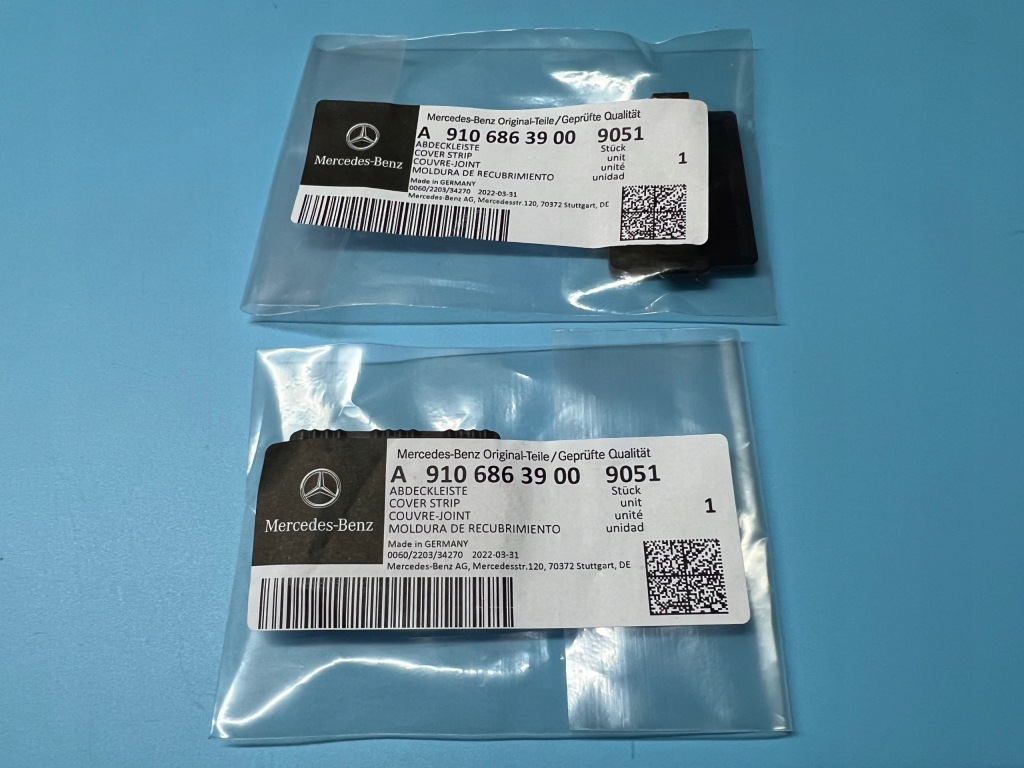 Mercedes-Benz Original-Teile/Geprüfte Qualität
A 910 686 39 00 9051
ABDECKLEISTE Stück
COVER STRIP unit
COUVRE-JOINT unité
MOLDURA DE RECUBRIMIENTO unidad
1
Mercedes-Benz
Made in GERMANY
0060/2203/34270 2022-03-31
Mercedes-Benz AG, Mercedesstr.120, 70372 Stuttgart, DE
Mercedes-Benz Original-Teile/Geprüfte Qualität
A 910 686 39 00 9051
ABDECKLEISTE Stück
COVER STRIP unit
COUVRE-JOINT unité
MOLDURA DE RECUBRIMIENTO unidad
1
Mercedes-Benz
Made in GERMANY
0060/2203/34270 2022-03-31
Mercedes-Benz AG, Mercedesstr.120, 70372 Stuttgart, DE